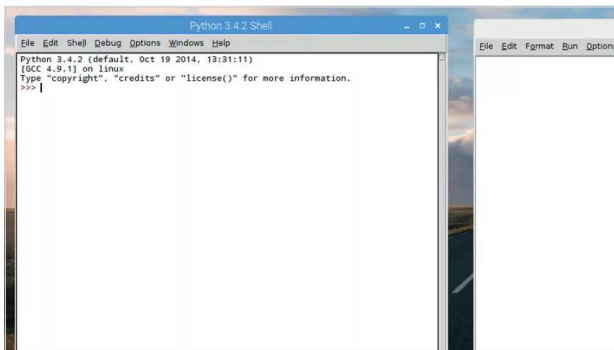 Python 3.4.2 Shell
File Edit Shell Debug Options Windows Help
Python 3.4.2 (default, Oct 19 2014, 13:31:11)
[GCC 4.9.1] on linux
Type "copyright", "credits" or "license()" for more information.
>>>
File Edit Format Run Options